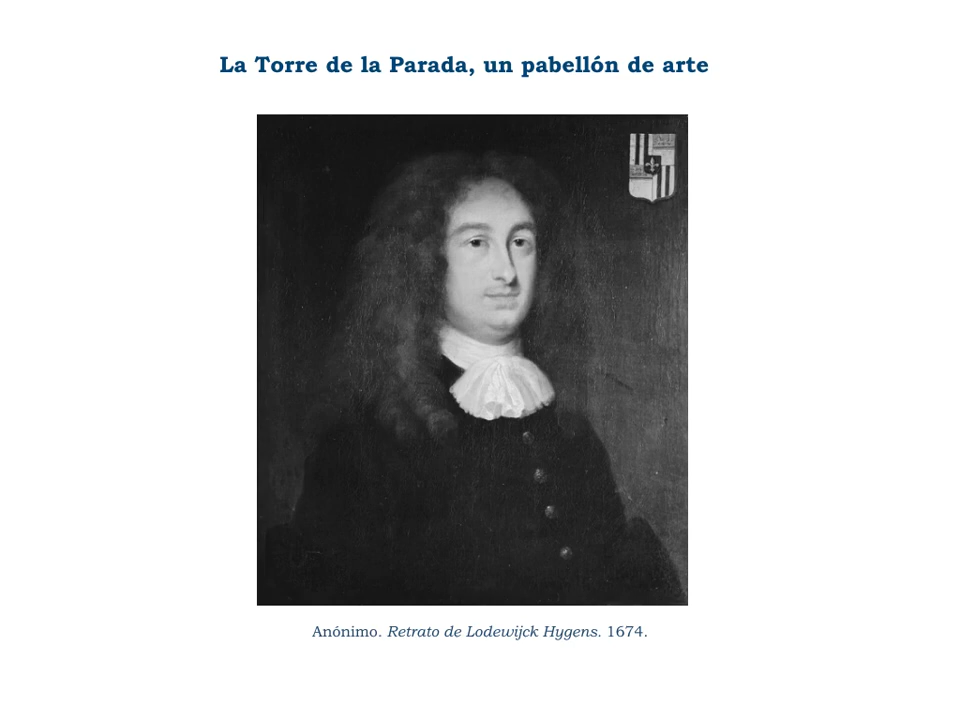 La Torre de la Parada, un pabellón de arte
Anónimo. Retrato de Lodewijck Hygens. 1674.